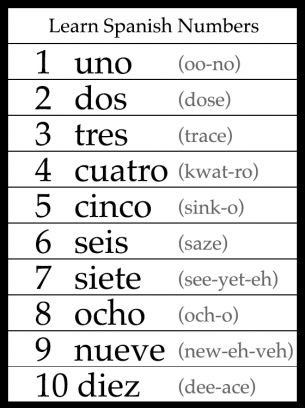 Learn Spanish Numbers
1 uno (oo-no)
2 dos (dose)
3 tres (trace)
4 cuatro (kwat-ro)
5 cinco (sink-o)
6 seis (saze)
7 siete (see-yet-eh)
8 ocho (och-o)
9 nueve (new-eh-veh)
10 diez (dee-ace)